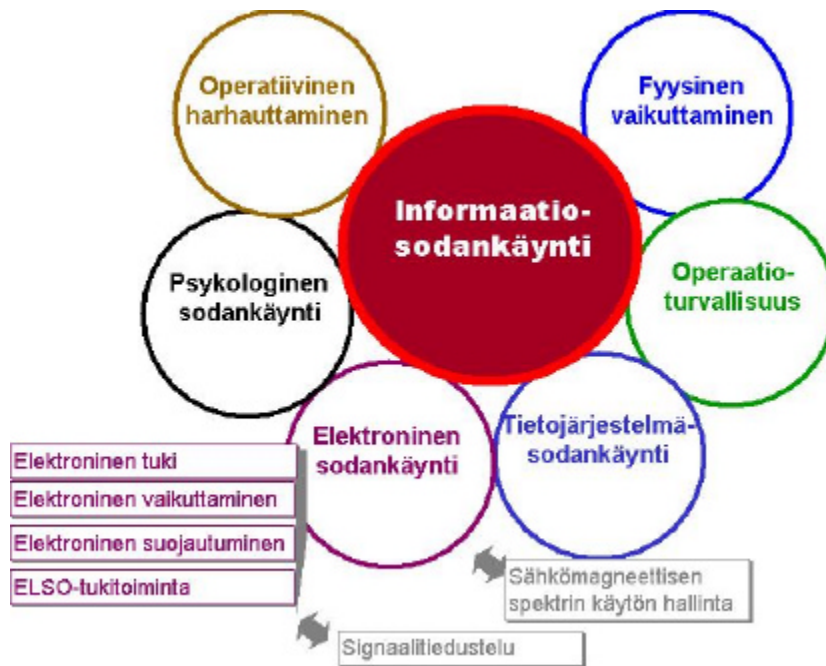 Operatiivinen
harhauttaminen
Fyysinen
vaikuttaminen
Informaatio-
sodankäynti
Psykologinen
sodankäynti
Operaatio-
turvallisuus
Elektroninen
sodankäynti
Tietojärjestelmä-
sodankäynti
Elektroninen tuki
Elektroninen vaikuttaminen
Elektroninen suojautuminen
ELSO-tukitoiminta
Sähkömagneettisen
spektrin käytön hallinta
Signaalitiedustelu